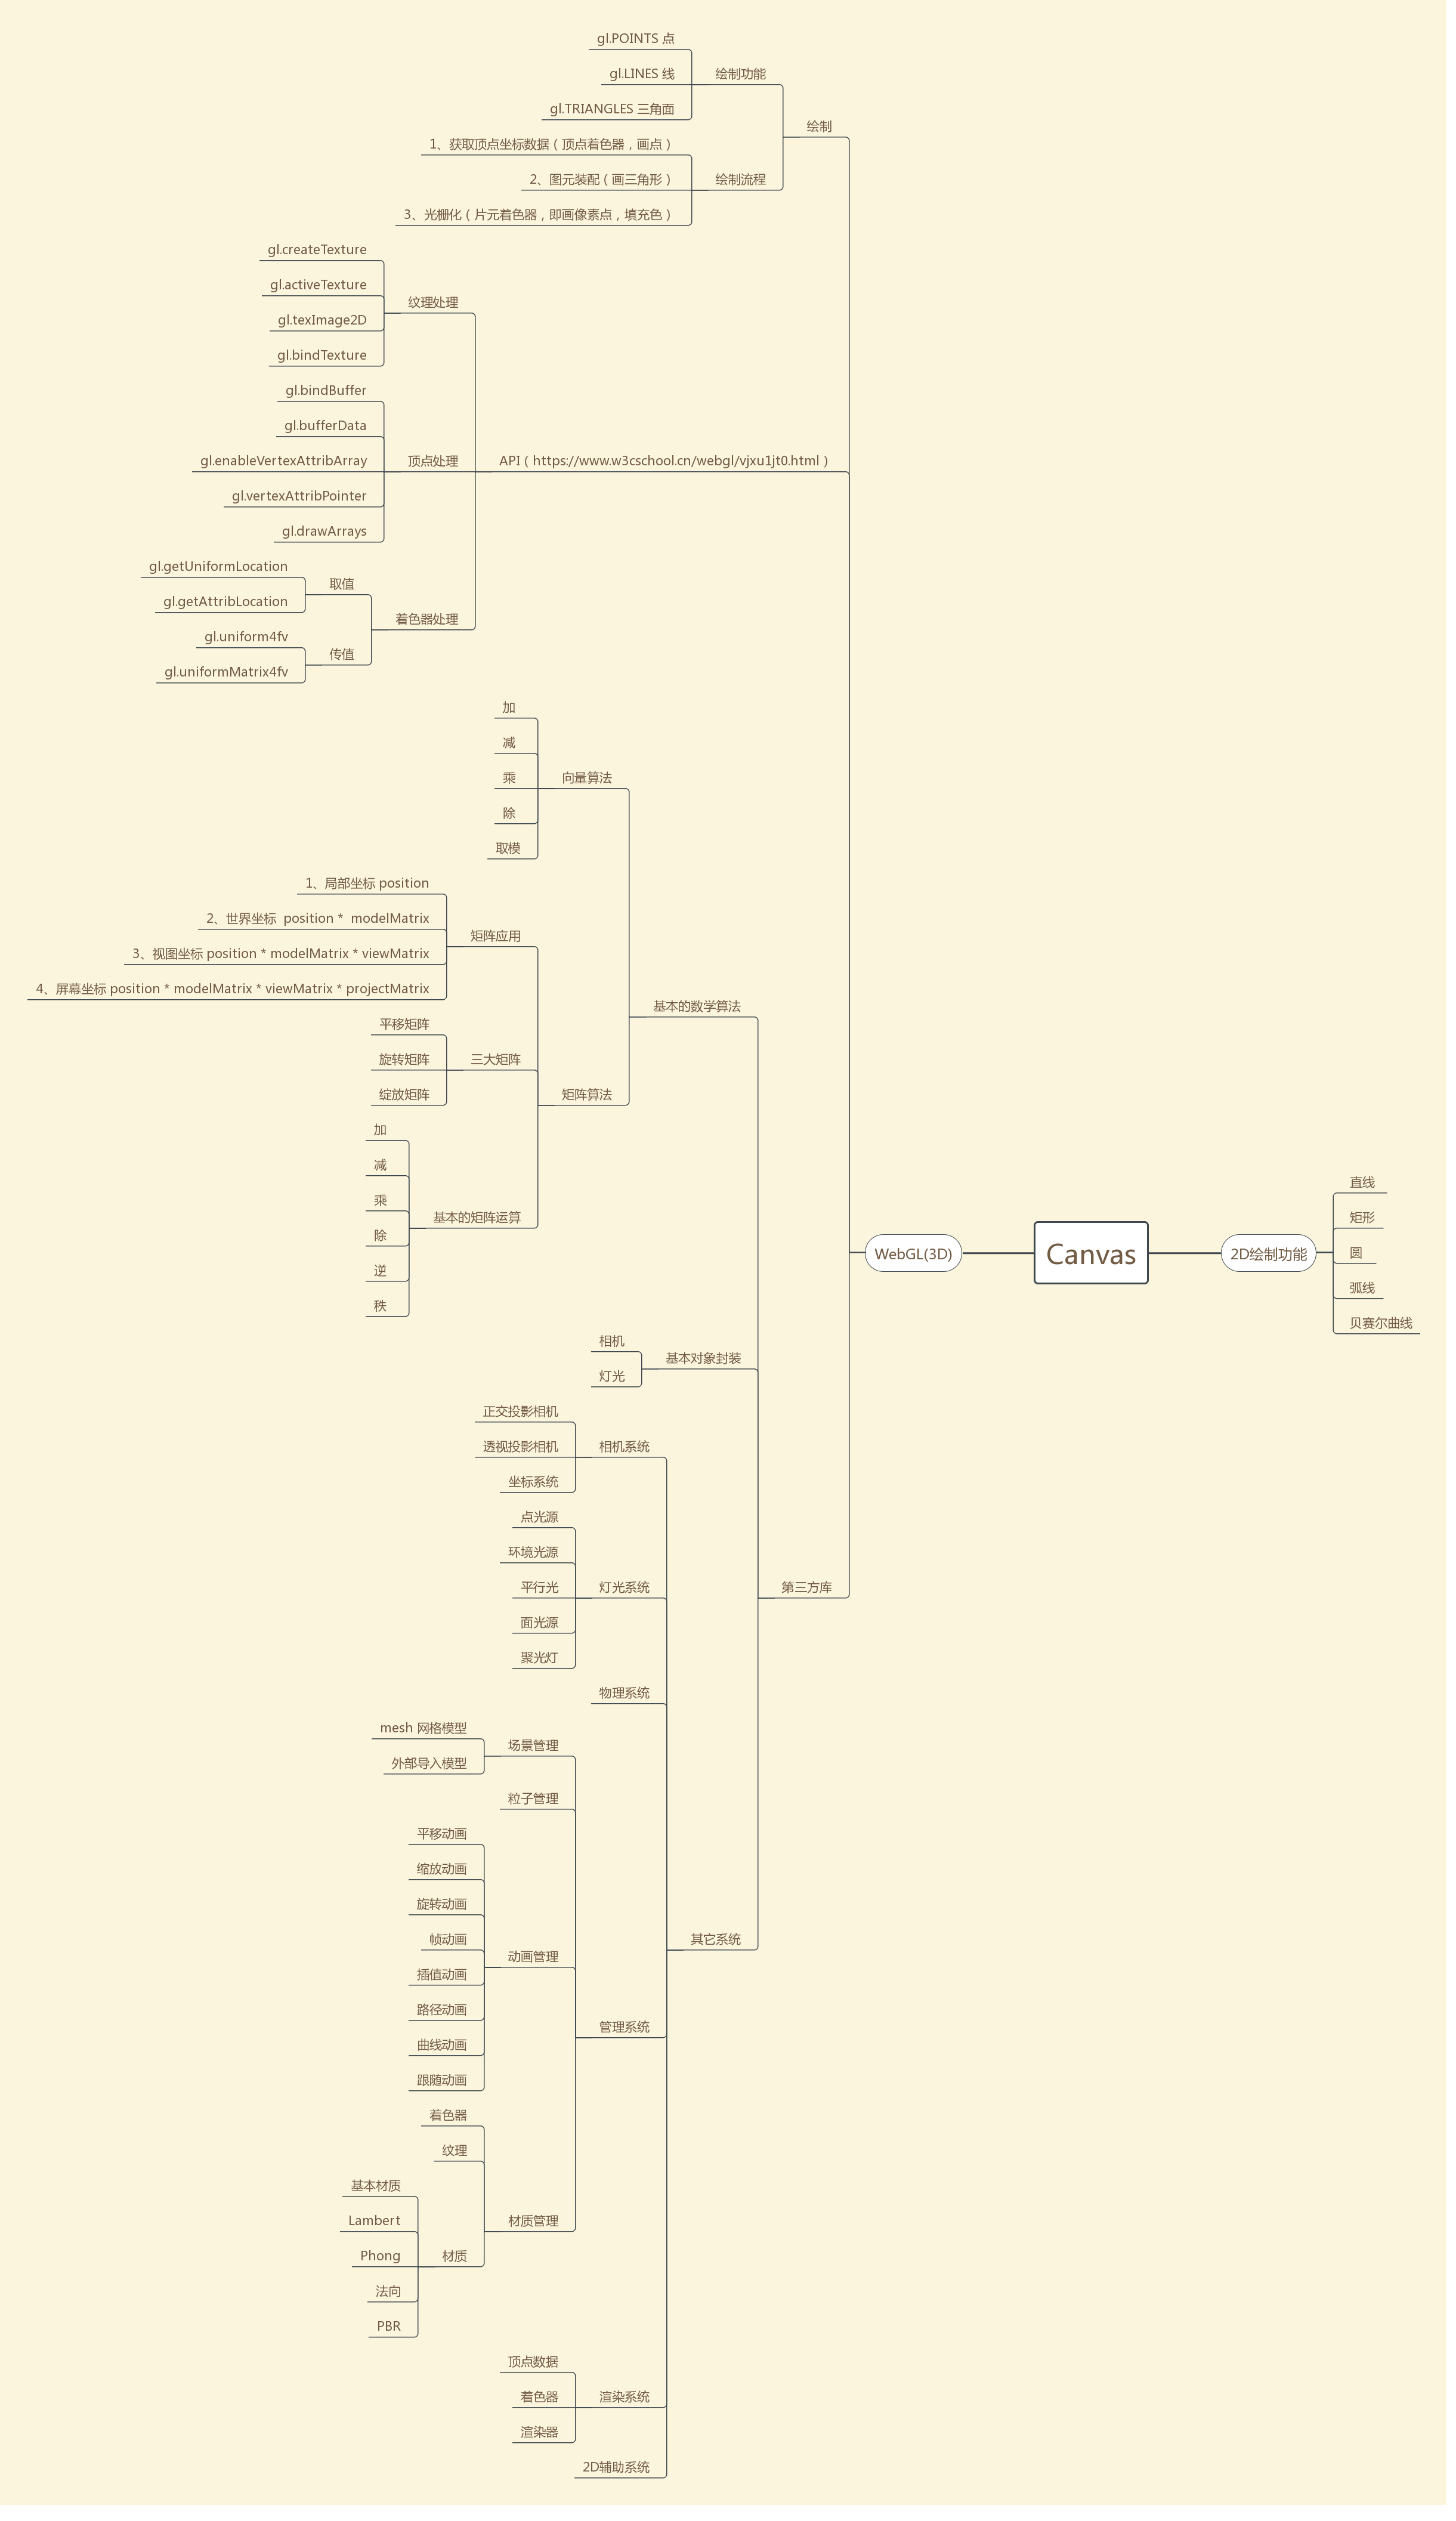 gl.POINTS 点
gl.LINES 线
绘制功能
gl.TRIANGLES 三角面
绘制
1、获取顶点坐标数据（顶点着色器，画点）
2、图元装配（画三角形）
绘制流程
3、光栅化（片元着色器，即画像素点，填充色）
gl.createTexture
gl.activeTexture
纹理处理
gl.texImage2D
gl.bindTexture
gl.bindBuffer
gl.bufferData
gl.enableVertexAttribArray
顶点处理
API（https://www.w3cschool.cn/webgl/vjxu1jt0.html）
gl.vertexAttribPointer
gl.drawArrays
gl.getUniformLocation
取值
gl.getAttribLocation
着色器处理
gl.uniform4fv
传值
gl.uniformMatrix4fv
加
减
乘
向量算法
除
取模
1、局部坐标 position
2、世界坐标  position *  modelMatrix
矩阵应用
3、视图坐标 position * modelMatrix * viewMatrix
4、屏幕坐标 position * modelMatrix * viewMatrix * projectMatrix
基本的数学算法
平移矩阵
旋转矩阵
三大矩阵
绽放矩阵
矩阵算法
加
减
乘
基本的矩阵运算
除
逆
秩
WebGL(3D)
Canvas
2D绘制功能
直线
矩形
圆
弧线
贝赛尔曲线
相机
基本对象封装
灯光
正交投影相机
透视投影相机
相机系统
坐标系统
点光源
环境光源
平行光
灯光系统
第三方库
面光源
聚光灯
物理系统
mesh 网格模型
场景管理
外部导入模型
粒子管理
平移动画
缩放动画
旋转动画
帧动画
动画管理
其它系统
插值动画
路径动画
管理系统
曲线动画
跟随动画
着色器
纹理
基本材质
Lambert
材质管理
Phong
材质
法向
PBR
顶点数据
着色器
渲染系统
渲染器
2D辅助系统